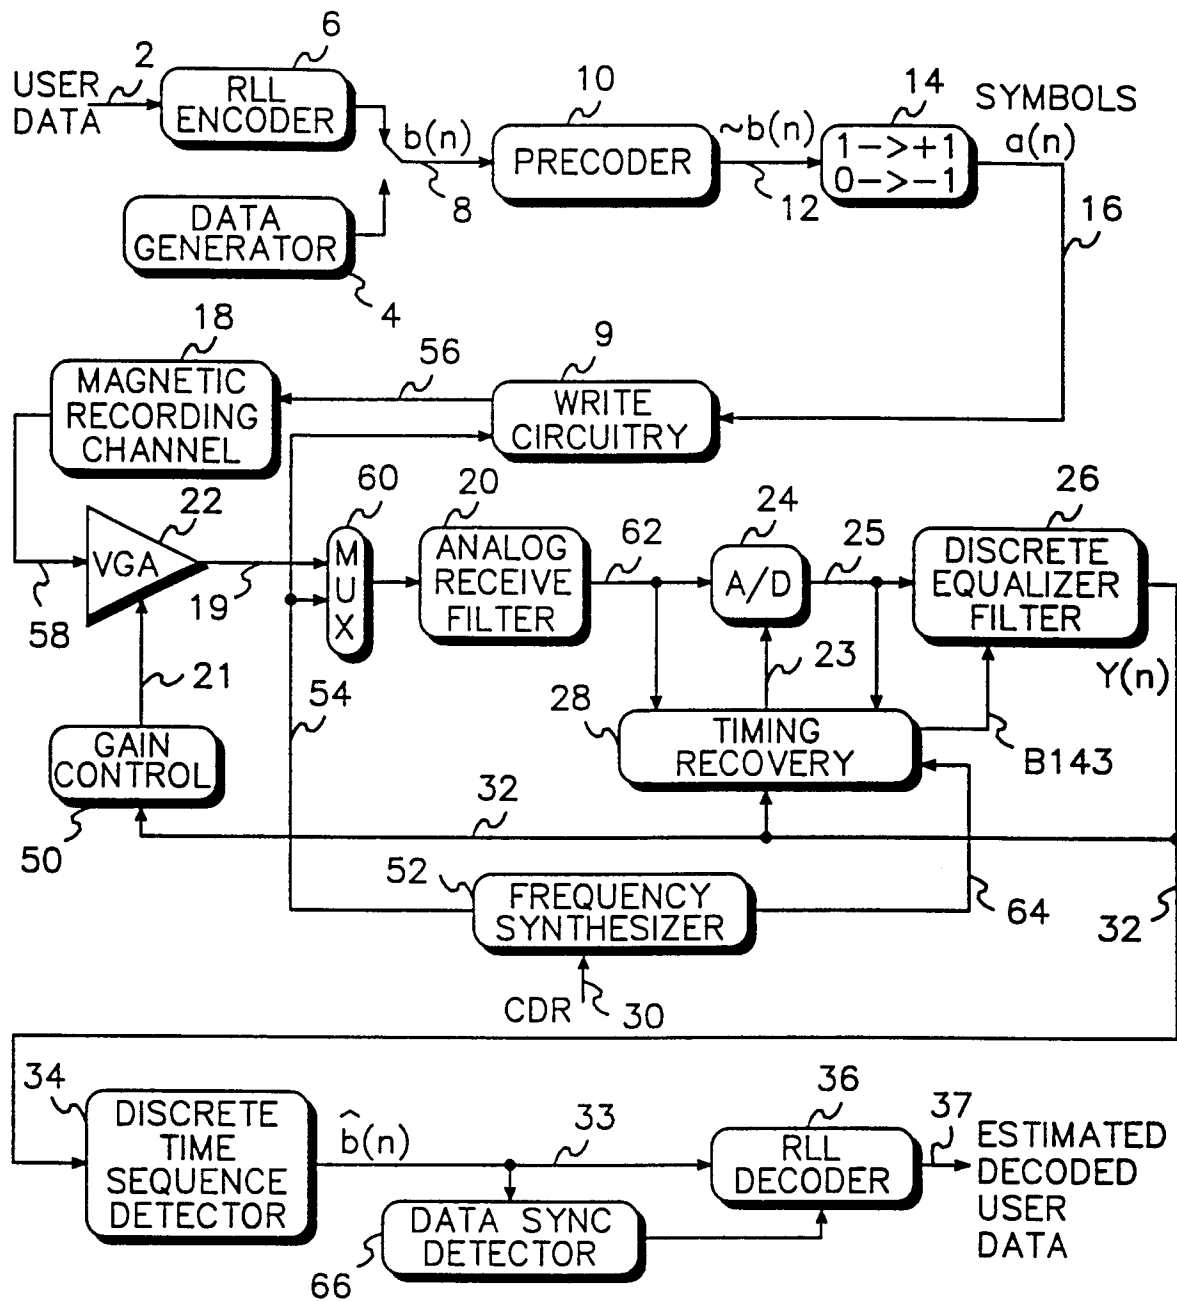 USER
DATA
2
RLL
ENCODER
6
b(n)
8
PRECODER
10
~b(n)
12
1->+1
0->-1
14
SYMBOLS
a(n)
16
DATA
GENERATOR
4
MAGNETIC
RECORDING
CHANNEL
18
56
WRITE
CIRCUITRY
9
VGA
22
58
19
21
MUX
60
ANALOG
RECEIVE
FILTER
20
62
A/D
24
25
DISCRETE
EQUALIZER
FILTER
26
Y(n)
23
TIMING
RECOVERY
28
B143
54
GAIN
CONTROL
50
32
FREQUENCY
SYNTHESIZER
52
64
32
CDR
30
DISCRETE
TIME
SEQUENCE
DETECTOR
34
b̂(n)
33
DATA SYNC
DETECTOR
66
RLL
DECODER
36
37
ESTIMATED
DECODED
USER
DATA